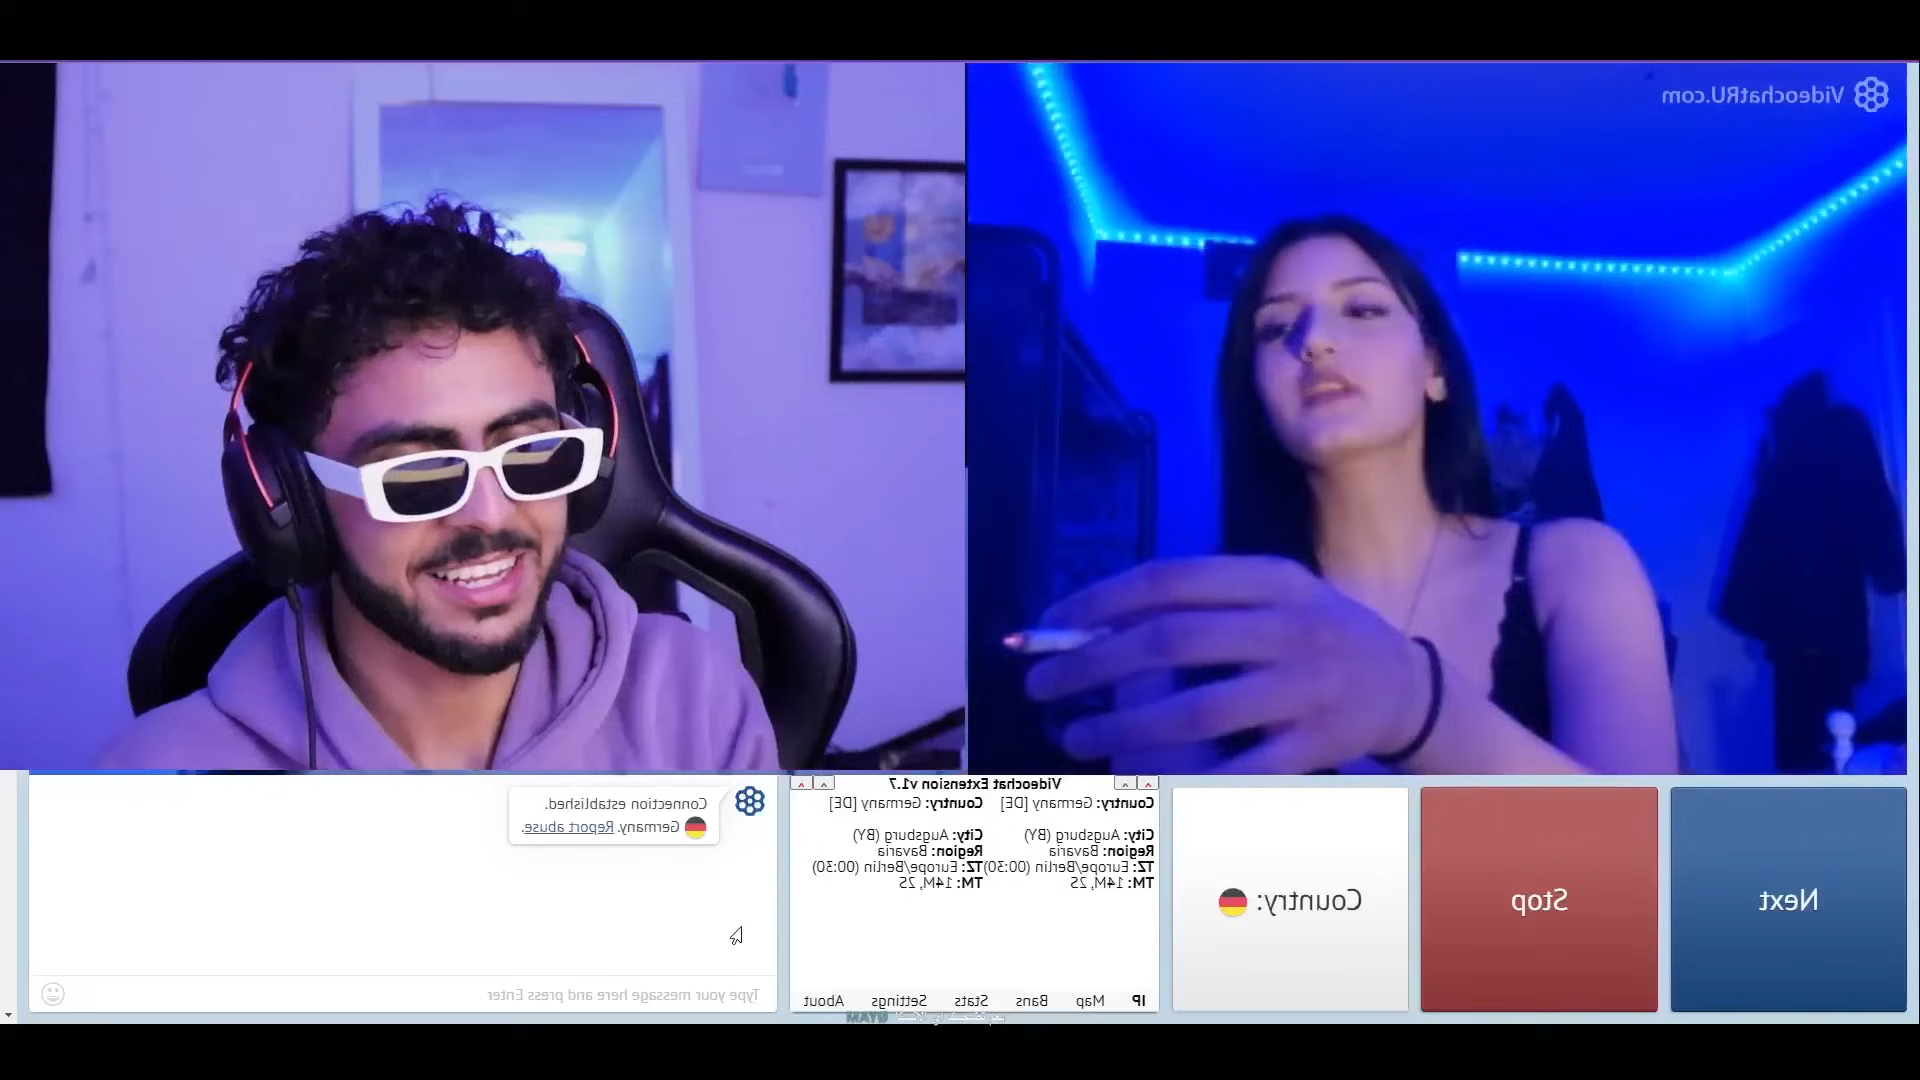 VideochatRU.com
Connection established.
Germany. Report abuse.
Type your message here and press Enter
Videochat Extension v1.7
Country: Germany [DE]
City: Augsburg (BY)
Region: Bavaria
TZ: Europe/Berlin (00:30)
TM: 14M, 2S
Country: Germany [DE]
City: Augsburg (BY)
Region: Bavaria
TZ: Europe/Berlin (00:30)
TM: 14M, 2S
IP Map Bans Stats Settings About
Country:
Stop
Next